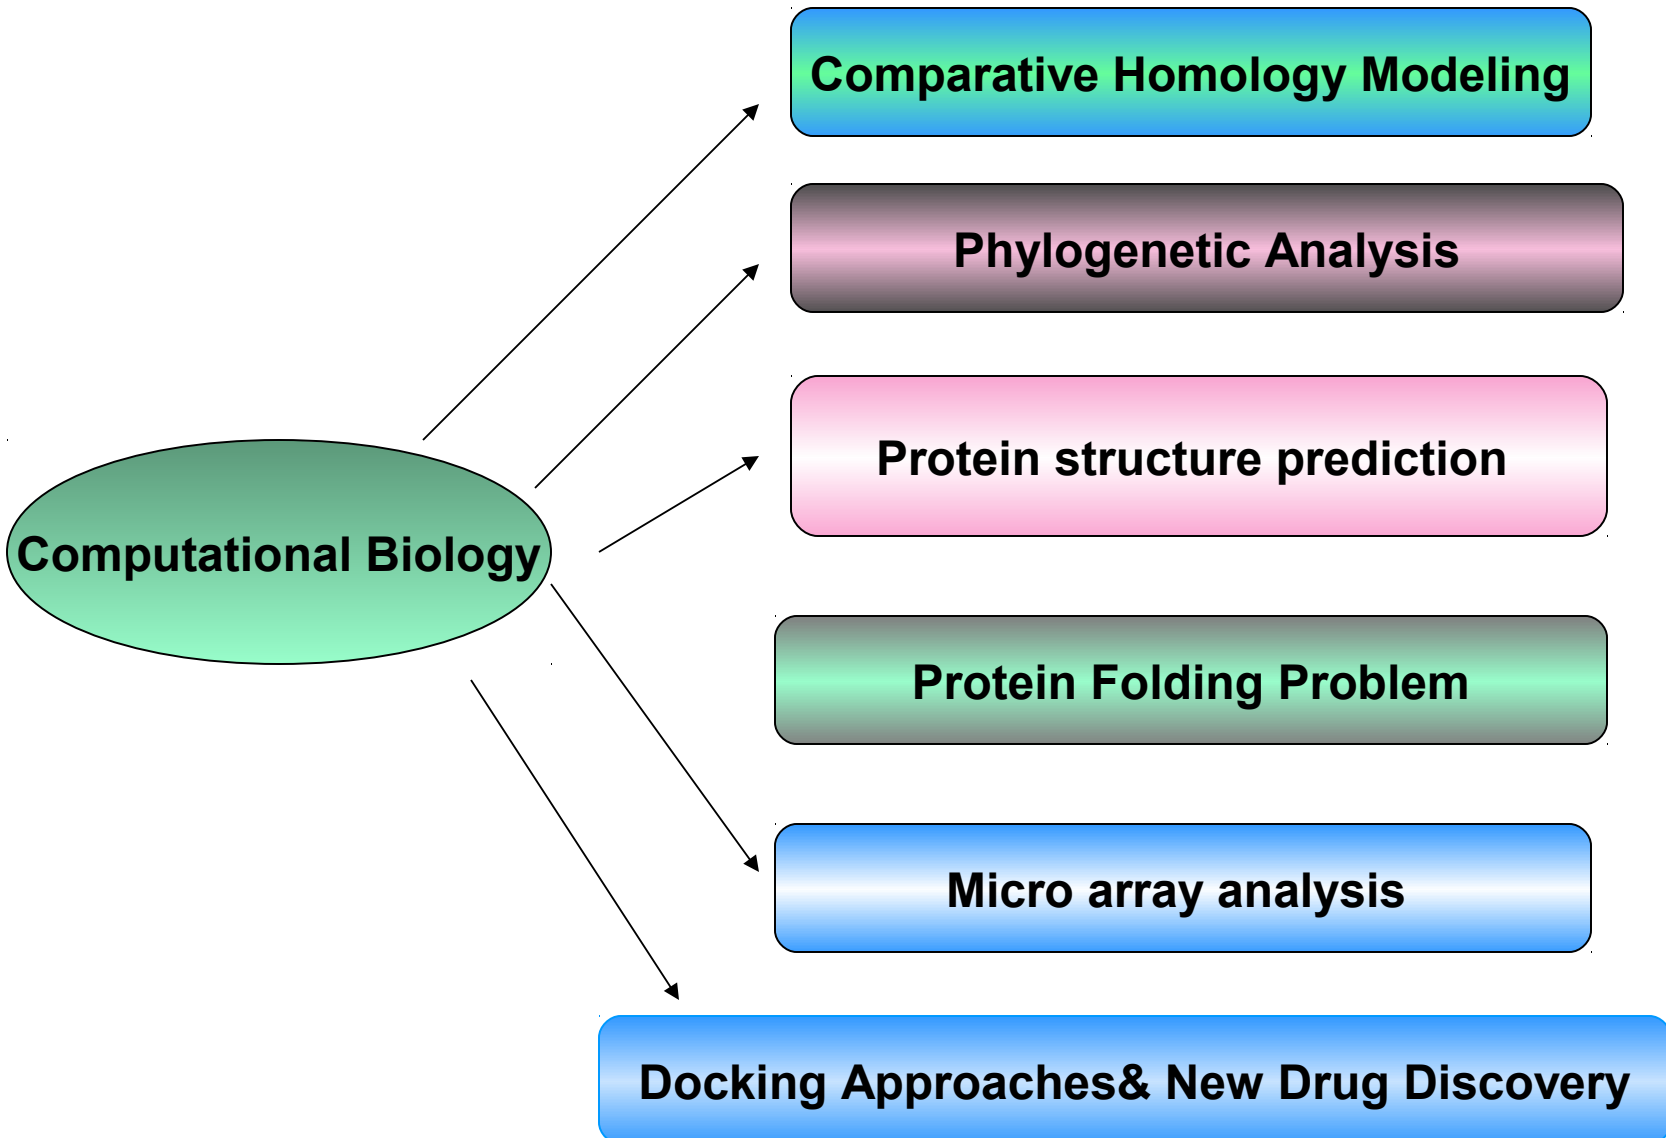 Comparative Homology Modeling
Phylogenetic Analysis
Protein structure prediction
Computational Biology
Protein Folding Problem
Micro array analysis
Docking Approaches& New Drug Discovery